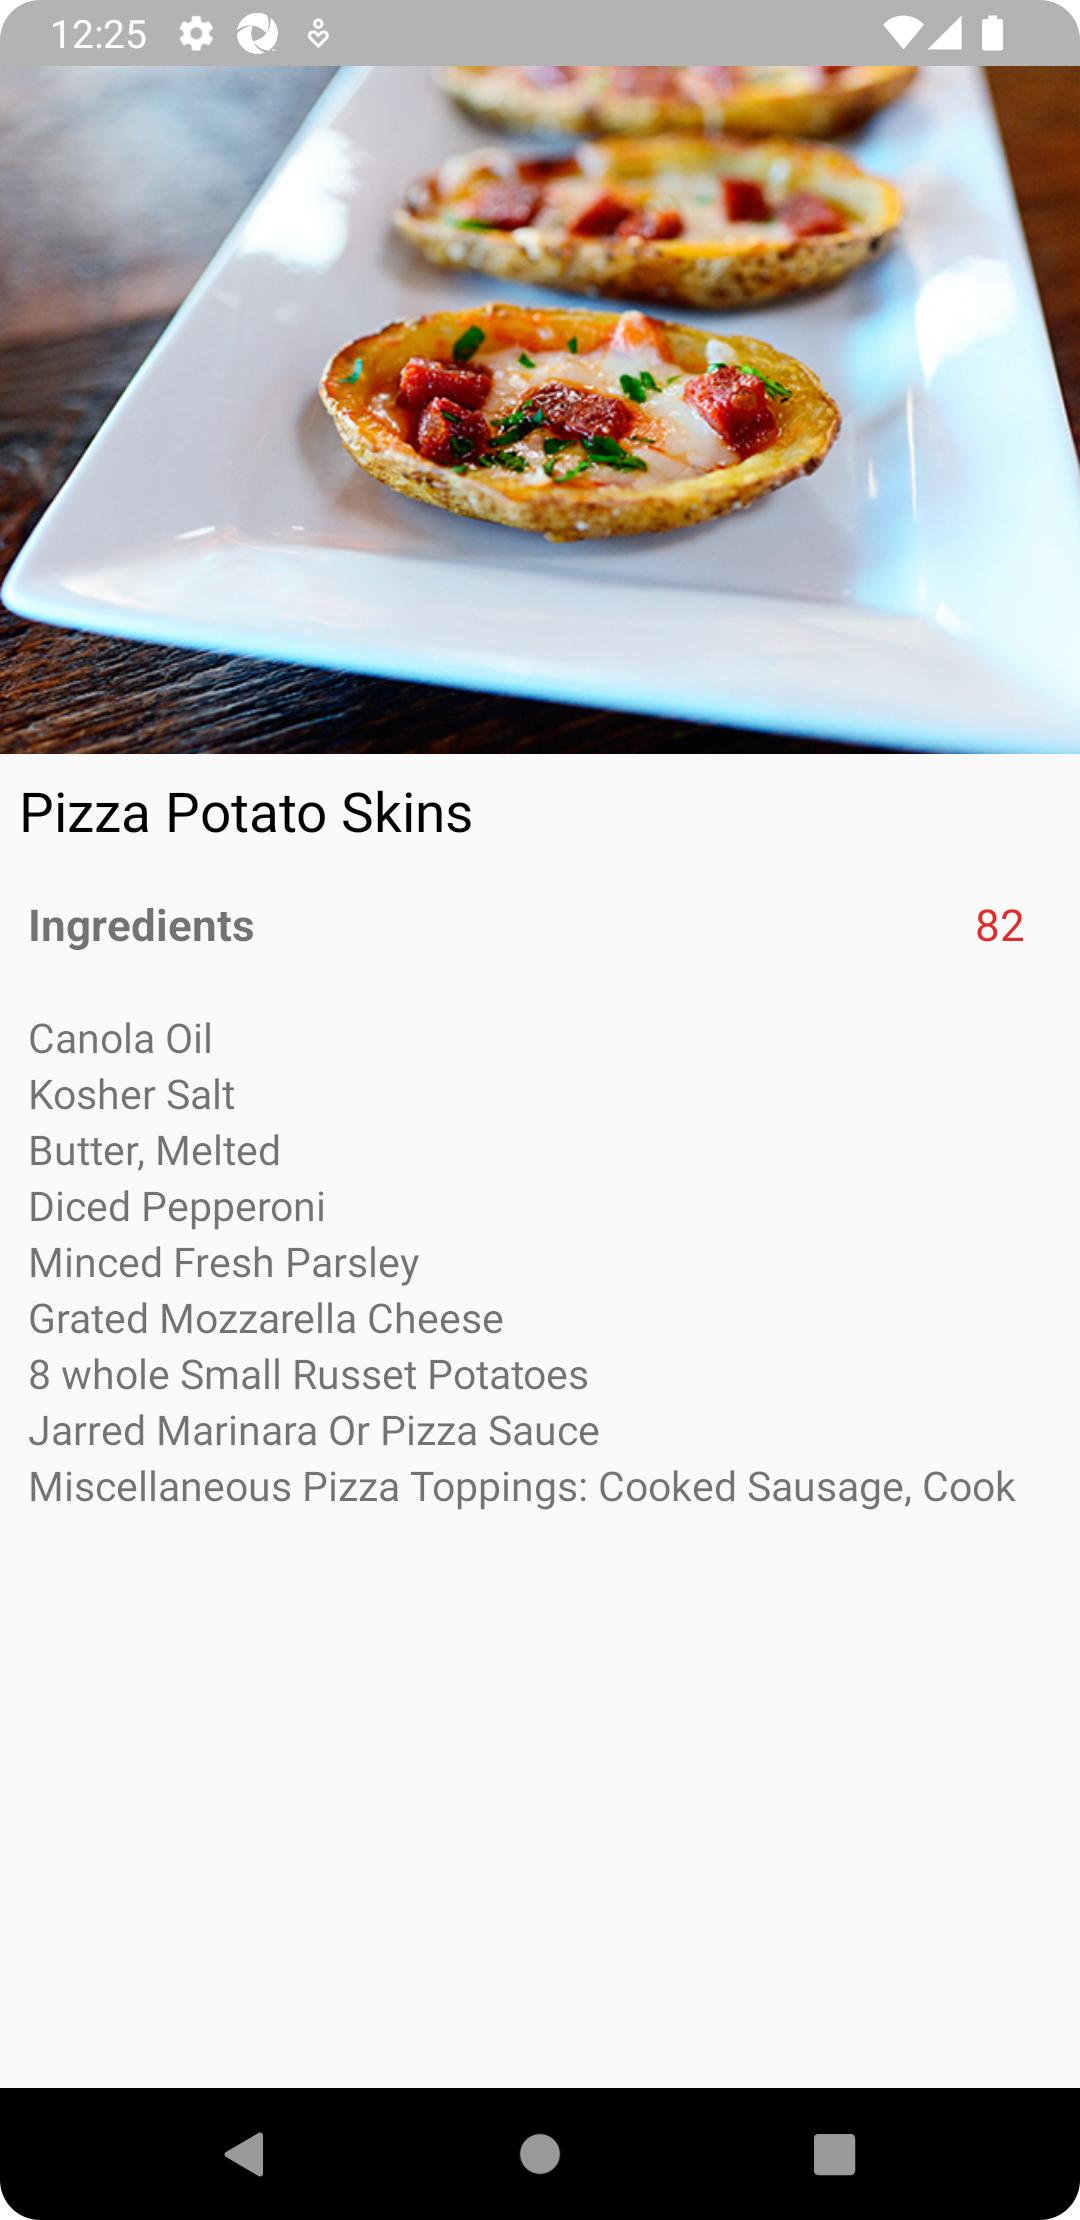 12:25
Pizza Potato Skins
Ingredients 82
Canola Oil
Kosher Salt
Butter, Melted
Diced Pepperoni
Minced Fresh Parsley
Grated Mozzarella Cheese
8 whole Small Russet Potatoes
Jarred Marinara Or Pizza Sauce
Miscellaneous Pizza Toppings: Cooked Sausage, Cook